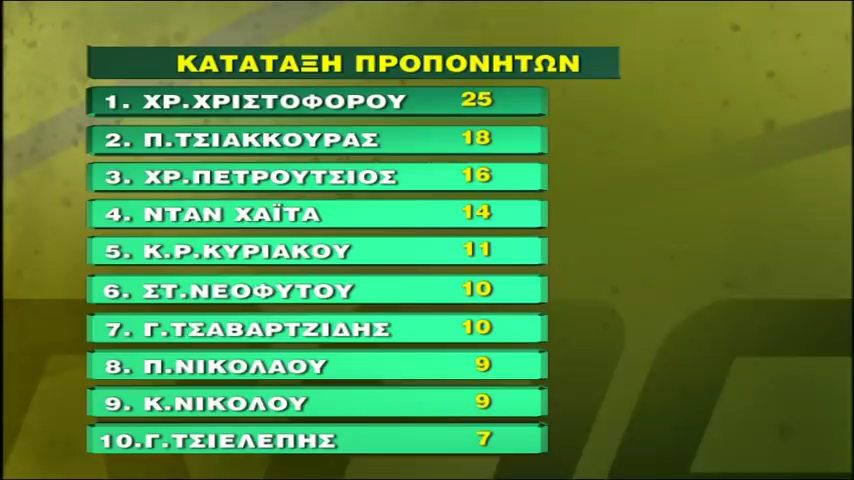 ΚΑΤΑΤΑΞΗ ΠΡΟΠΟΝΗΤΩΝ
1. ΧΡ.ΧΡΙΣΤΟΦΟΡΟΥ 25
2. Π.ΤΣΙΑΚΚΟΥΡΑΣ 18
3. ΧΡ.ΠΕΤΡΟΥΤΣΙΟΣ 16
4. ΝΤΑΝ ΧΑΪΤΑ 14
5. Κ.Ρ.ΚΥΡΙΑΚΟΥ 11
6. ΣΤ.ΝΕΟΦΥΤΟΥ 10
7. Γ.ΤΣΑΒΑΡΤΖΙΔΗΣ 10
8. Π.ΝΙΚΟΛΑΟΥ 9
9. Κ.ΝΙΚΟΛΟΥ 9
10.Γ.ΤΣΙΕΛΕΠΗΣ 7